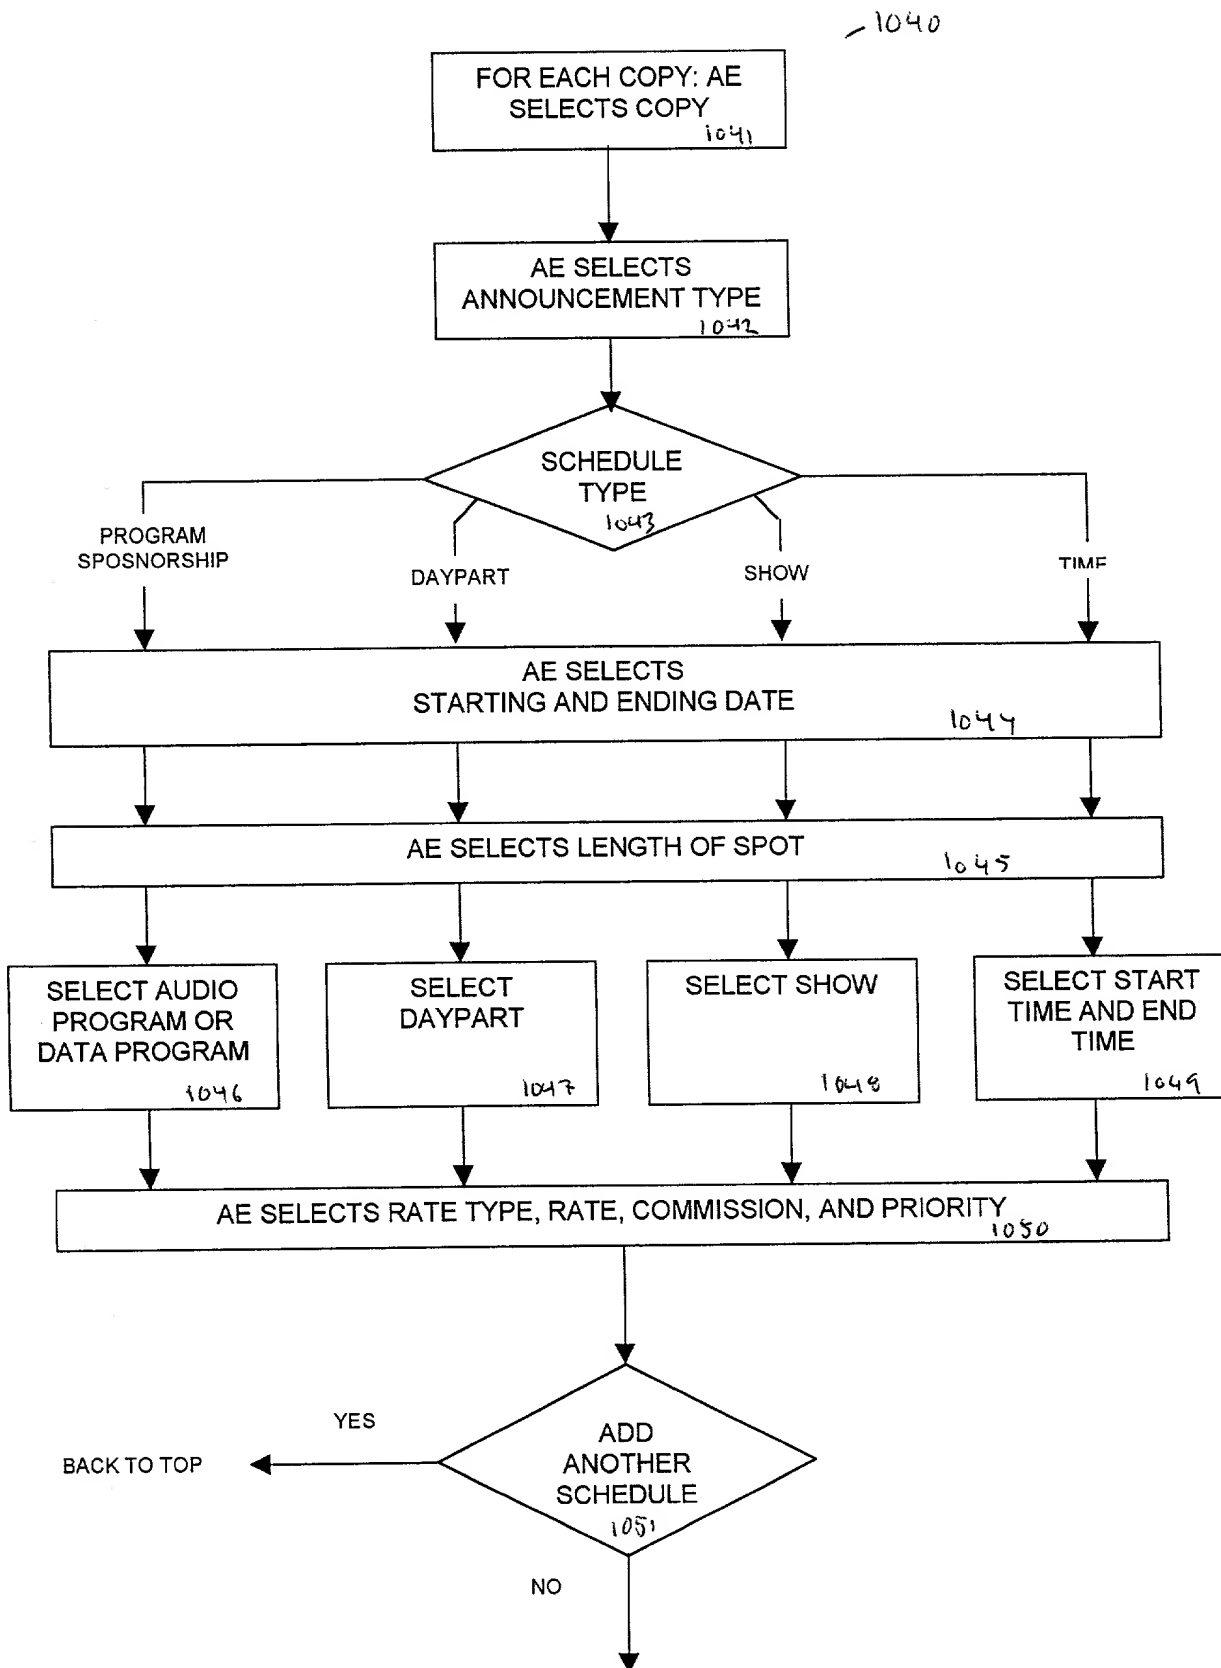 1040
FOR EACH COPY: AE
SELECTS COPY
1041
AE SELECTS
ANNOUNCEMENT TYPE
1042
SCHEDULE
TYPE
1043
PROGRAM
SPOSNORSHIP
DAYPART
SHOW
TIME
AE SELECTS
STARTING AND ENDING DATE
1044
AE SELECTS LENGTH OF SPOT
1045
SELECT AUDIO
PROGRAM OR
DATA PROGRAM
1046
SELECT
DAYPART
1047
SELECT SHOW
1048
SELECT START
TIME AND END
TIME
1049
AE SELECTS RATE TYPE, RATE, COMMISSION, AND PRIORITY
1050
YES
BACK TO TOP
ADD
ANOTHER
SCHEDULE
1051
NO